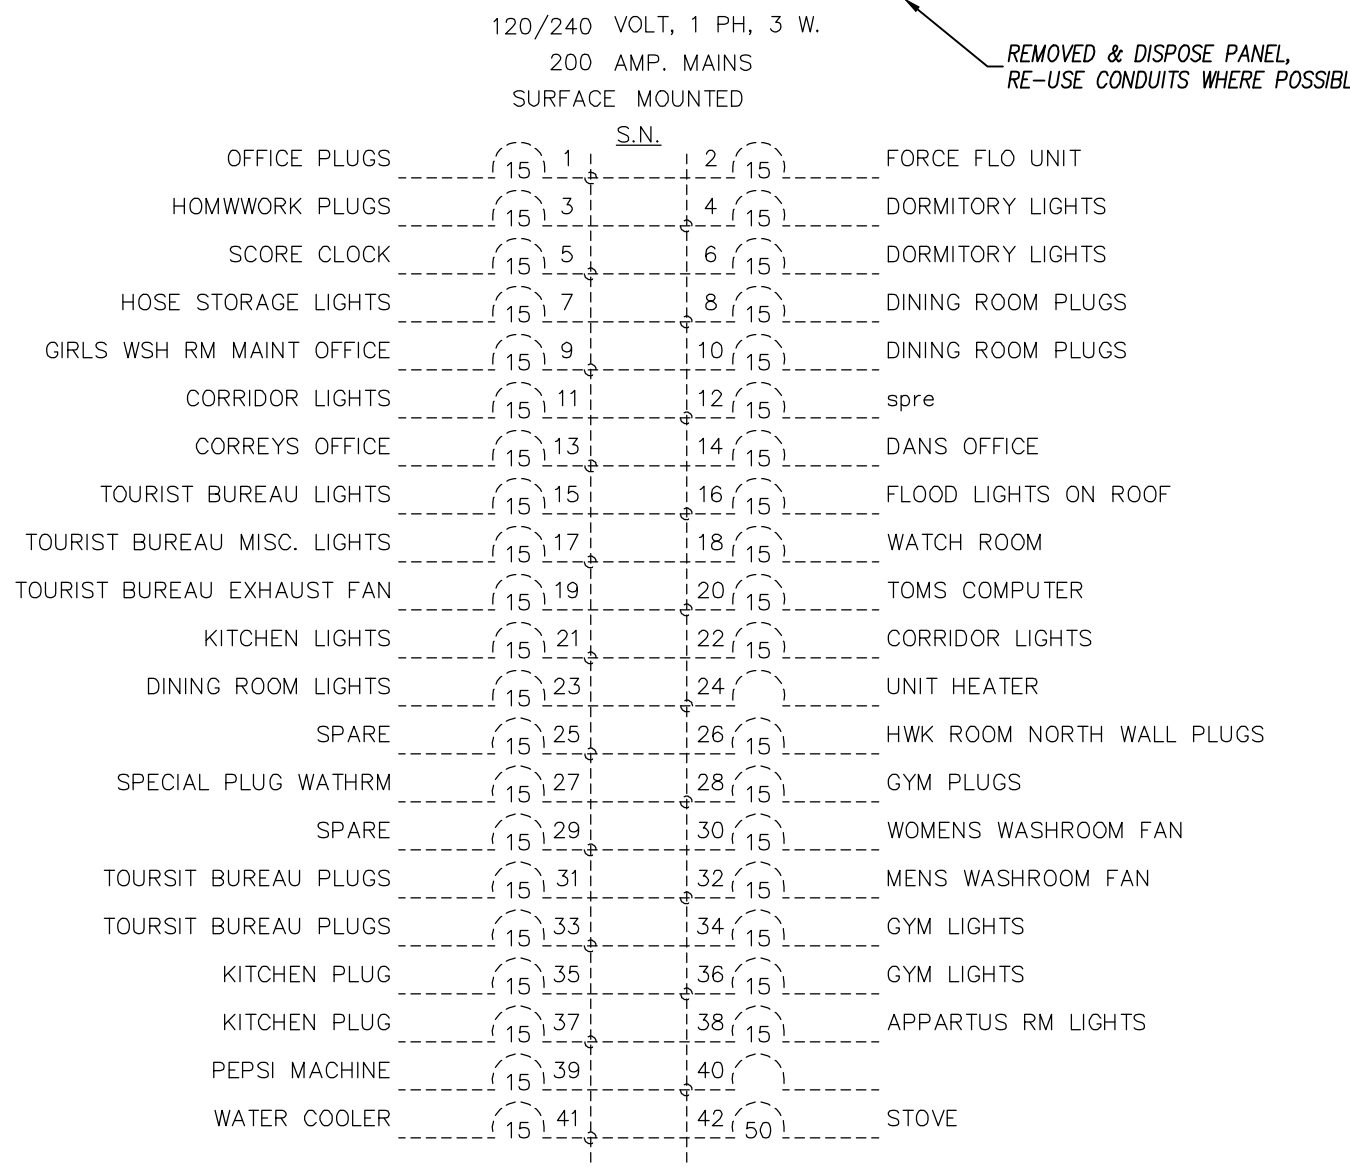 120/240 VOLT, 1 PH, 3 W.
REMOVED & DISPOSE PANEL,
200 AMP. MAINS
RE-USE CONDUITS WHERE POSSIBL
SURFACE MOUNTED
S.N.
OFFICE PLUGS 15 1 2 15 FORCE FLO UNIT
HOMWWORK PLUGS 15 3 4 15 DORMITORY LIGHTS
SCORE CLOCK 15 5 6 15 DORMITORY LIGHTS
HOSE STORAGE LIGHTS 15 7 8 15 DINING ROOM PLUGS
GIRLS WSH RM MAINT OFFICE 15 9 10 15 DINING ROOM PLUGS
CORRIDOR LIGHTS 15 11 12 15 spre
CORREYS OFFICE 15 13 14 15 DANS OFFICE
TOURIST BUREAU LIGHTS 15 15 16 15 FLOOD LIGHTS ON ROOF
TOURIST BUREAU MISC. LIGHTS 15 17 18 15 WATCH ROOM
TOURIST BUREAU EXHAUST FAN 15 19 20 15 TOMS COMPUTER
KITCHEN LIGHTS 15 21 22 15 CORRIDOR LIGHTS
DINING ROOM LIGHTS 15 23 24 UNIT HEATER
SPARE 15 25 26 15 HWK ROOM NORTH WALL PLUGS
SPECIAL PLUG WATHRM 15 27 28 15 GYM PLUGS
SPARE 15 29 30 15 WOMENS WASHROOM FAN
TOURSIT BUREAU PLUGS 15 31 32 15 MENS WASHROOM FAN
TOURSIT BUREAU PLUGS 15 33 34 15 GYM LIGHTS
KITCHEN PLUG 15 35 36 15 GYM LIGHTS
KITCHEN PLUG 15 37 38 15 APPARTUS RM LIGHTS
PEPSI MACHINE 15 39 40
WATER COOLER 15 41 42 50 STOVE